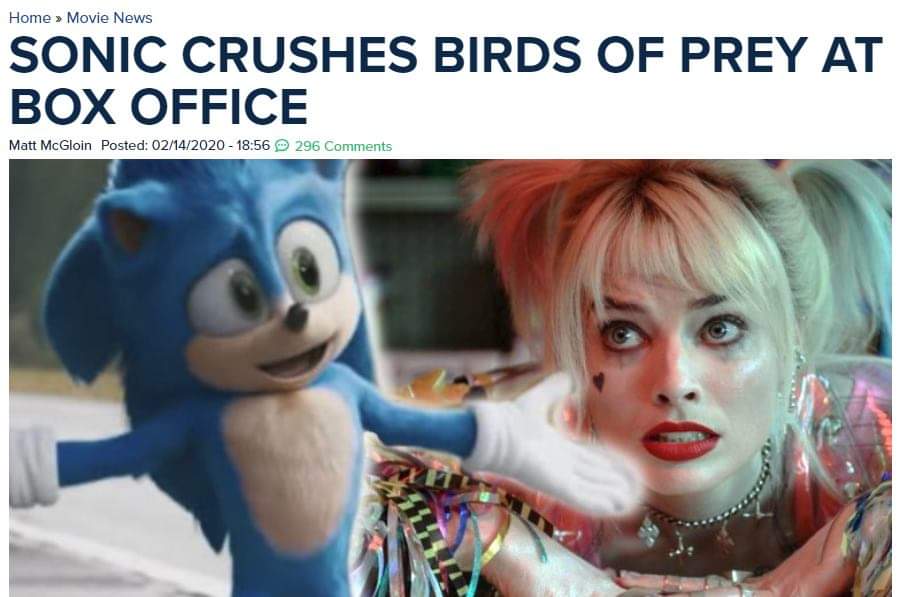 Home » Movie News
SONIC CRUSHES BIRDS OF PREY AT
BOX OFFICE
Matt McGloin Posted: 02/14/2020 - 18:56 296 Comments